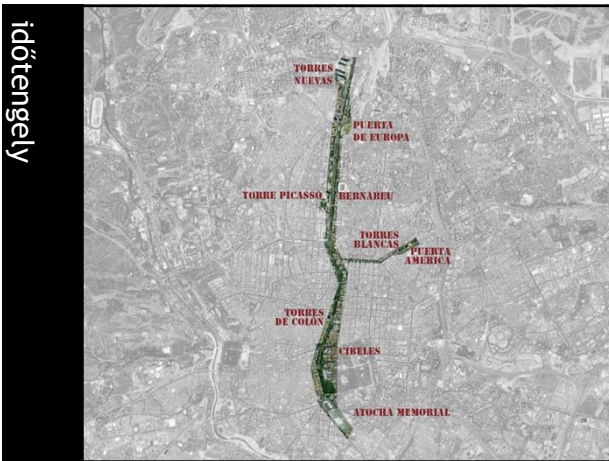 időtengely
TORRES
NUEVAS
PUERTA
DE EUROPA
TORRE PICASSO
BERNABEU
TORRES
BLANCAS
PUERTA
AMERICA
TORRES
DE COLÓN
CIBELES
ATOCHA MEMORIAL